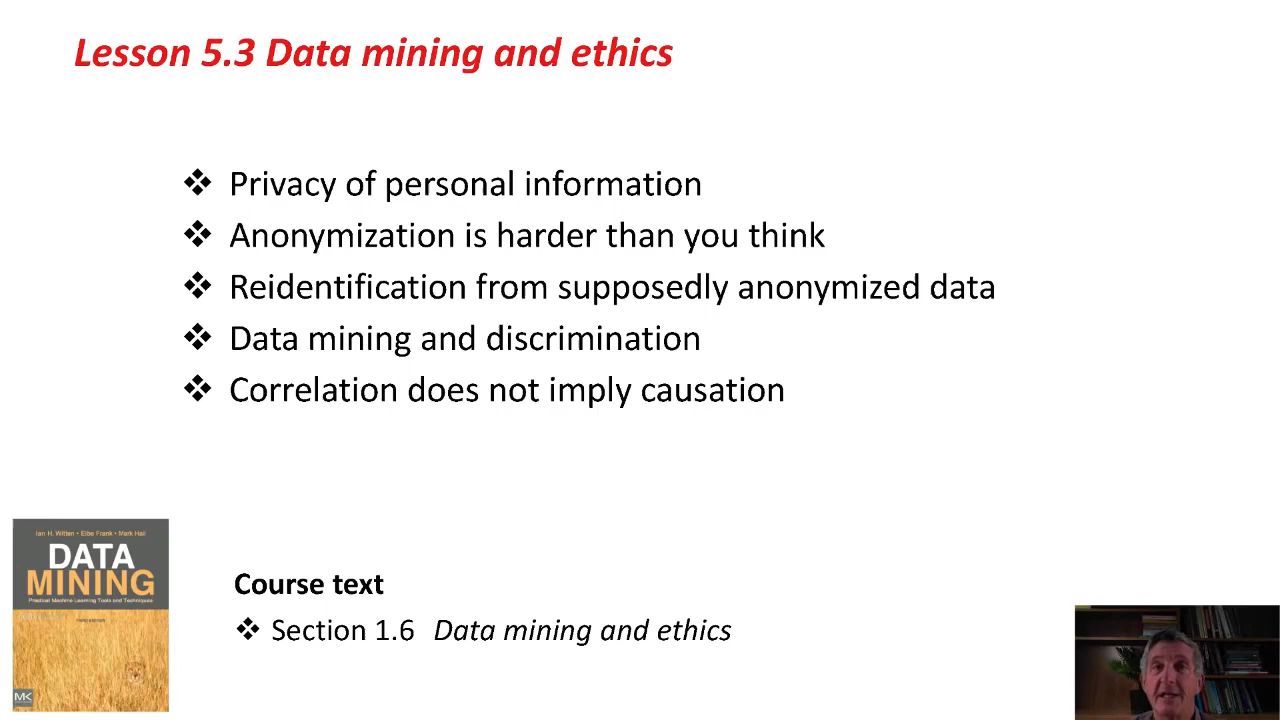 Lesson 5.3 Data mining and ethics
❖ Privacy of personal information
❖ Anonymization is harder than you think
❖ Reidentification from supposedly anonymized data
❖ Data mining and discrimination
❖ Correlation does not imply causation
Ian H. Witten • Eibe Frank • Mark Hall
DATA
MINING
Practical Machine Learning Tools and Techniques
THIRD EDITION
MK
Course text
❖ Section 1.6 Data mining and ethics